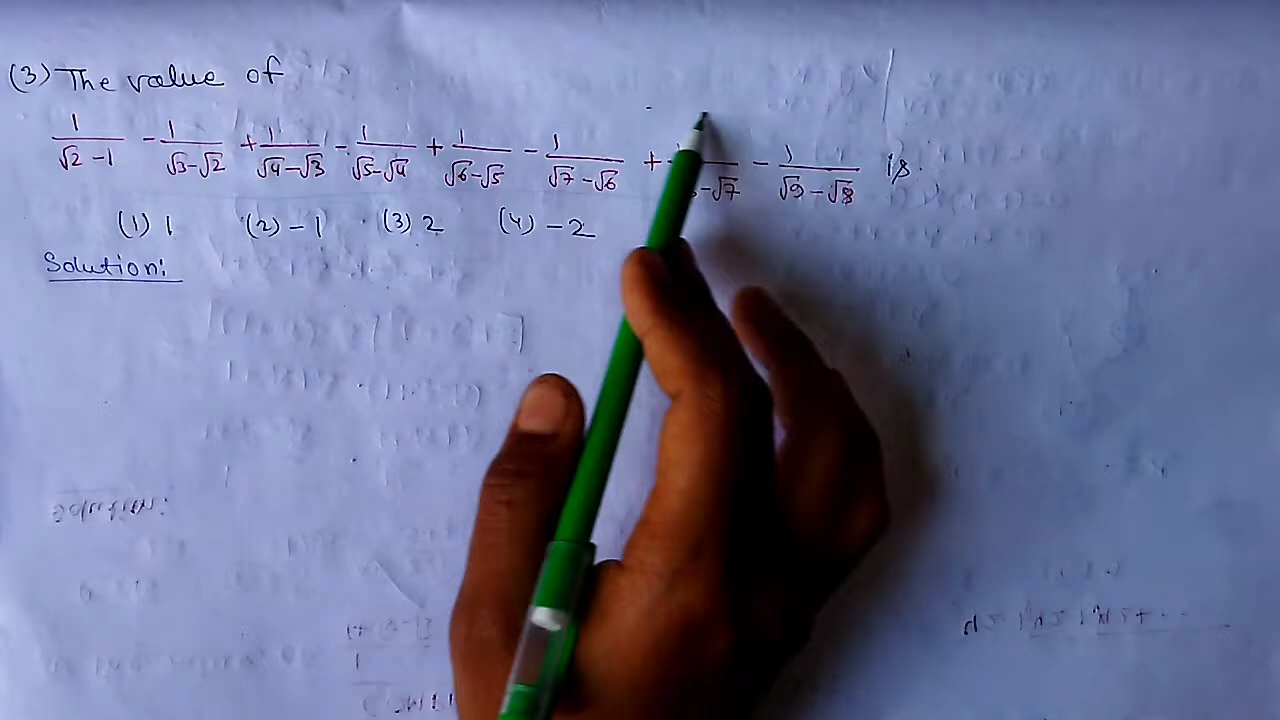 (3) The value of
1/(√2 -1) - 1/(√3-√2) + 1/(√4-√3) - 1/(√5-√4) + 1/(√6-√5) - 1/(√7-√6) + -√7 - 1/(√9-√8) is.
(1) 1 (2) -1 (3) 2 (4) -2
Solution: